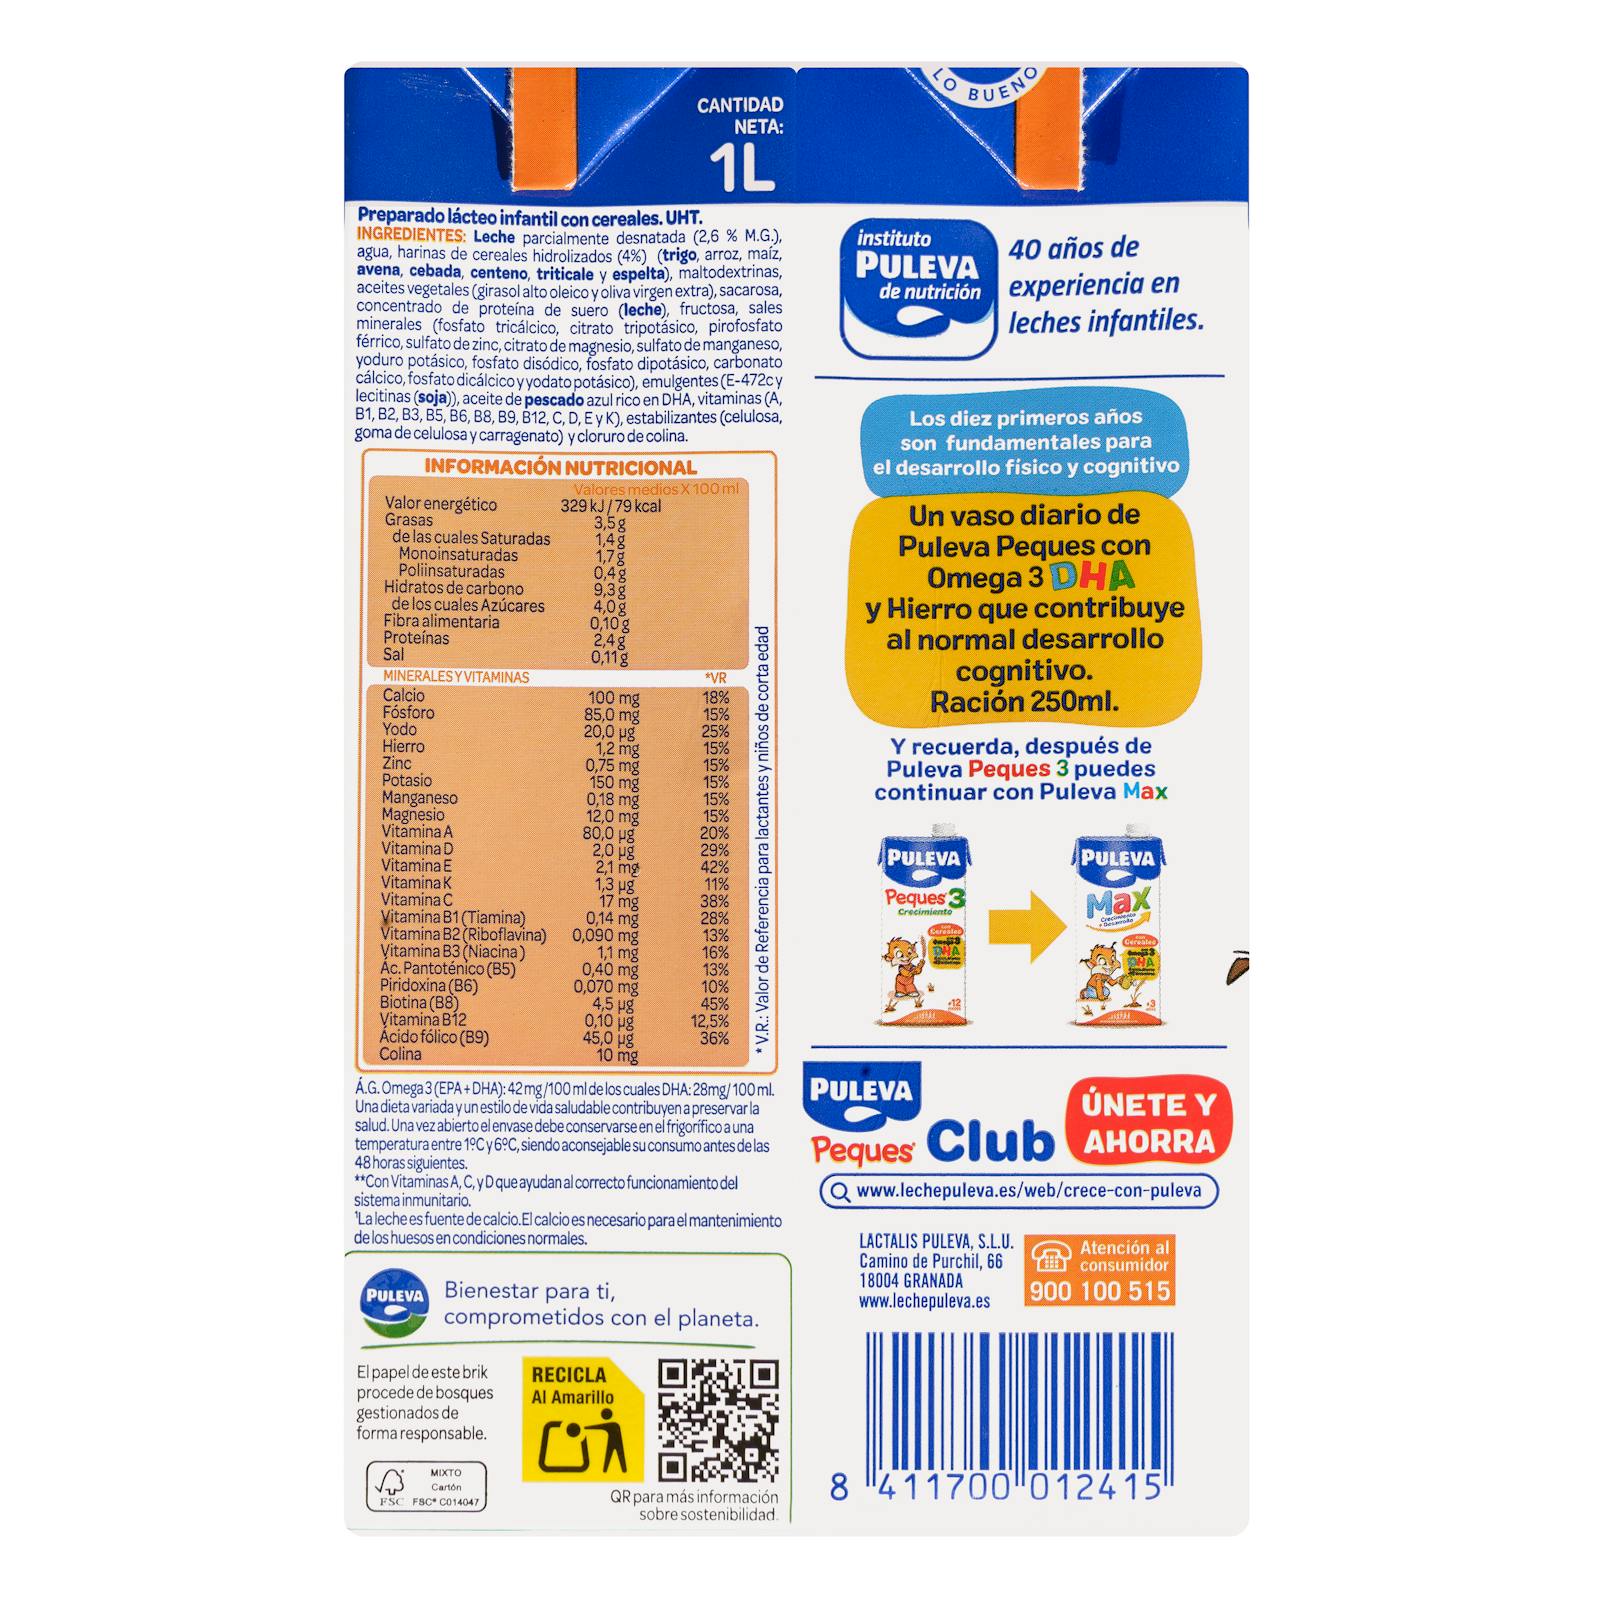 CANTIDAD
NETA:
1L
Preparado lácteo infantil con cereales. UHT.
INGREDIENTES: Leche parcialmente desnatada (2,6 % M.G.),
agua, harinas de cereales hidrolizados (4%) (trigo, arroz, maíz,
avena, cebada, centeno, triticale y espelta), maltodextrinas,
aceites vegetales (girasol alto oleico y oliva virgen extra), sacarosa,
concentrado de proteína de suero (leche), fructosa, sales
minerales (fosfato tricálcico, citrato tripotásico, pirofosfato
férrico, sulfato de zinc, citrato de magnesio, sulfato de manganeso,
yoduro potásico, fosfato disódico, fosfato dipotásico, carbonato
cálcico, fosfato dicálcico y yodato potásico), emulgentes (E-472c y
lecitinas (soja)), aceite de pescado azul rico en DHA, vitaminas (A,
B1, B2, B3, B5, B6, B8, B9, B12, C, D, E y K), estabilizantes (celulosa,
goma de celulosa y carragenato) y cloruro de colina.
INFORMACIÓN NUTRICIONAL
Valores medios X 100 ml
Valor energético 329 kJ / 79 kcal
Grasas 3,5 g
de las cuales Saturadas 1,4 g
Monoinsaturadas 1,7 g
Poliinsaturadas 0,4 g
Hidratos de carbono 9,3 g
de los cuales Azúcares 4,0 g
Fibra alimentaria 0,10 g
Proteínas 2,4 g
Sal 0,11 g
MINERALES Y VITAMINAS *VR
Calcio 100 mg 18%
Fósforo 85,0 mg 15%
Yodo 20,0 µg 25%
Hierro 1,2 mg 15%
Zinc 0,75 mg 15%
Potasio 150 mg 15%
Manganeso 0,18 mg 15%
Magnesio 12,0 mg 15%
Vitamina A 80,0 µg 20%
Vitamina D 2,0 µg 29%
Vitamina E 2,1 mg 42%
Vitamina K 1,3 µg 11%
Vitamina C 17 mg 38%
Vitamina B1 (Tiamina) 0,14 mg 28%
Vitamina B2 (Riboflavina) 0,090 mg 13%
Vitamina B3 (Niacina ) 1,1 mg 16%
Ác. Pantoténico (B5) 0,40 mg 13%
Piridoxina (B6) 0,070 mg 10%
Biotina (B8) 4,5 µg 45%
Vitamina B12 0,10 µg 12,5%
Ácido fólico (B9) 45,0 µg 36%
Colina 10 mg
* V.R.: Valor de Referencia para lactantes y niños de corta edad
Á.G. Omega 3 (EPA + DHA): 42 mg/100 ml de los cuales DHA: 28mg/ 100 ml.
Una dieta variada y un estilo de vida saludable contribuyen a preservar la
salud. Una vez abierto el envase debe conservarse en el frigorífico a una
temperatura entre 1ºC y 6ºC, siendo aconsejable su consumo antes de las
48 horas siguientes.
**Con Vitaminas A, C, y D que ayudan al correcto funcionamiento del
sistema inmunitario.
¹La leche es fuente de calcio. El calcio es necesario para el mantenimiento
de los huesos en condiciones normales.
PULEVA
Bienestar para ti,
comprometidos con el planeta.
El papel de este brik
procede de bosques
gestionados de
forma responsable.
MIXTO
Cartón
FSC FSC® C014047
RECICLA
Al Amarillo
QR para más información
sobre sostenibilidad.
LO BUENO
instituto
PULEVA
de nutrición
40 años de
experiencia en
leches infantiles.
Los diez primeros años
son fundamentales para
el desarrollo físico y cognitivo
Un vaso diario de
Puleva Peques con
Omega 3 DHA
y Hierro que contribuye
al normal desarrollo
cognitivo.
Ración 250ml.
Y recuerda, después de
Puleva Peques 3 puedes
continuar con Puleva Max
PULEVA
Peques 3
Crecimiento
con
Cereales
Omega 3
DHA
+12
PULEVA
Max
Crecimiento
y Desarrollo
con
Cereales
Omega 3
DHA
+3
PULEVA
Peques® Club
ÚNETE Y
AHORRA
www.lechepuleva.es/web/crece-con-puleva
LACTALIS PULEVA, S.L.U.
Camino de Purchil, 66
18004 GRANADA
www.lechepuleva.es
Atención al
consumidor
900 100 515
8 411700 012415